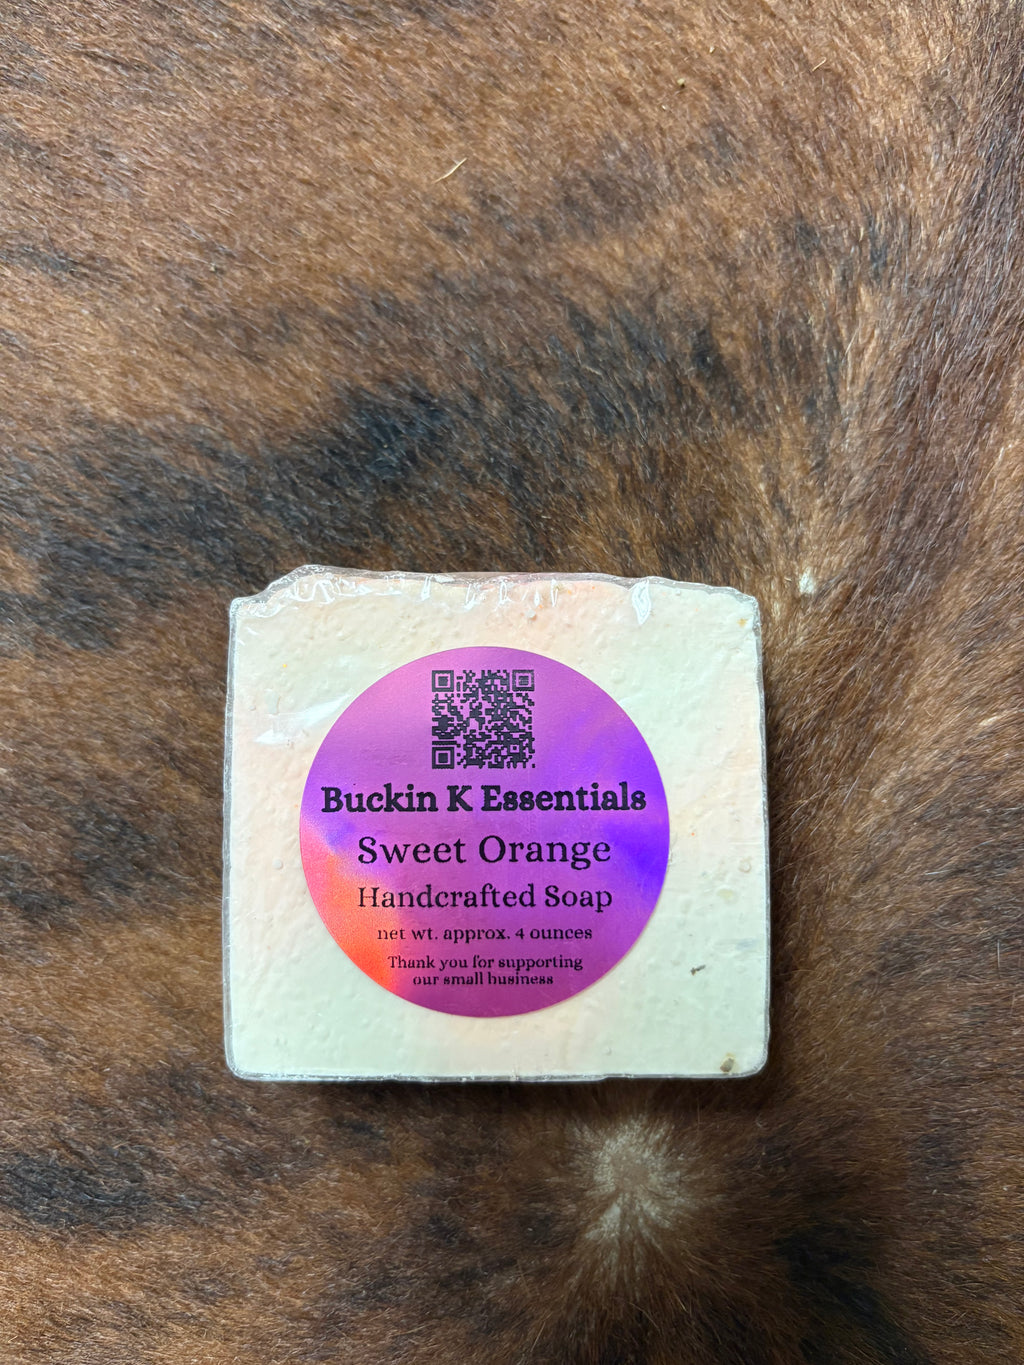 Buckin K Essentials
Sweet Orange
Handcrafted Soap
net wt. approx. 4 ounces
Thank you for supporting
our small business